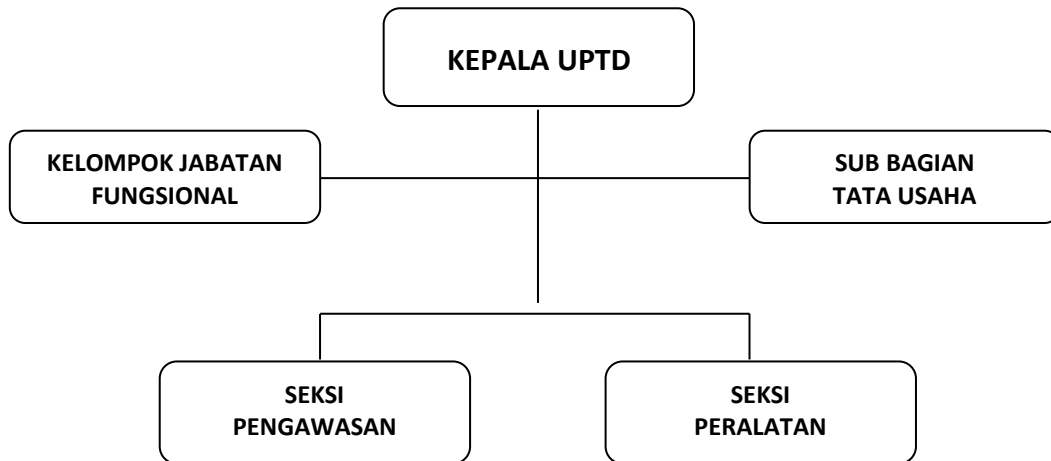 KEPALA UPTD
KELOMPOK JABATAN
FUNGSIONAL
SUB BAGIAN
TATA USAHA
SEKSI
PENGAWASAN
SEKSI
PERALATAN